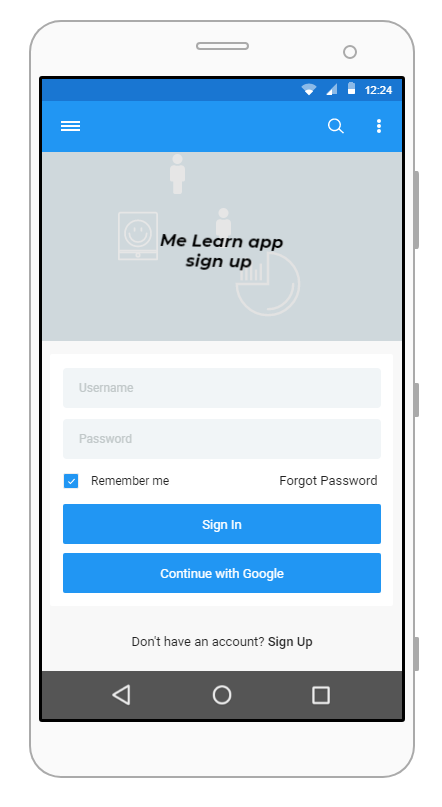 12:24
Me Learn app
sign up
Username
Password
Remember me
Forgot Password
Sign In
Continue with Google
Don't have an account? Sign Up